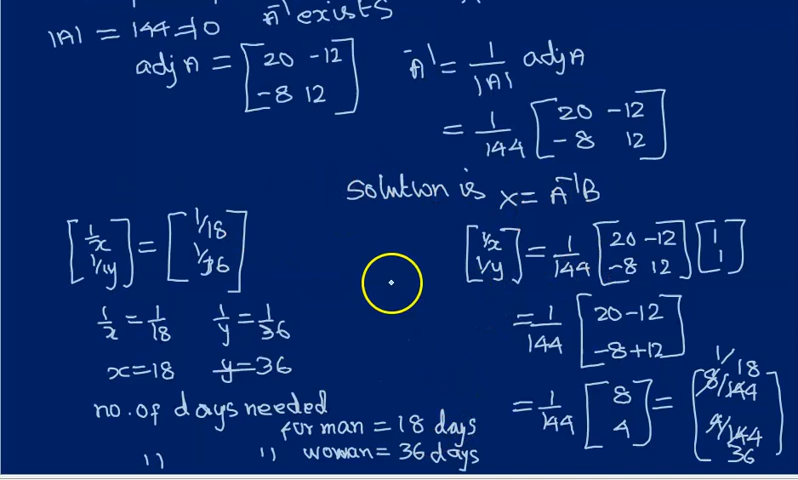 |A| = 144 ≠ 0 A⁻¹ exists
adj A = [20 -12
-8 12]
A⁻¹ = 1/|A| adj A
= 1/144 [20 -12
-8 12]
Solution is X = A⁻¹B
[1/x
1/y] = [1/18
1/36]
1/x = 1/18 1/y = 1/36
x=18 y=36
no. of days needed
for man = 18 days
" " woman = 36 days
[1/x
1/y] = 1/144 [20 -12
-8 12] [1
1]
= 1/144 [20-12
-8+12]
= 1/144 [8
4] = [8/144
4/144]
1/18
36